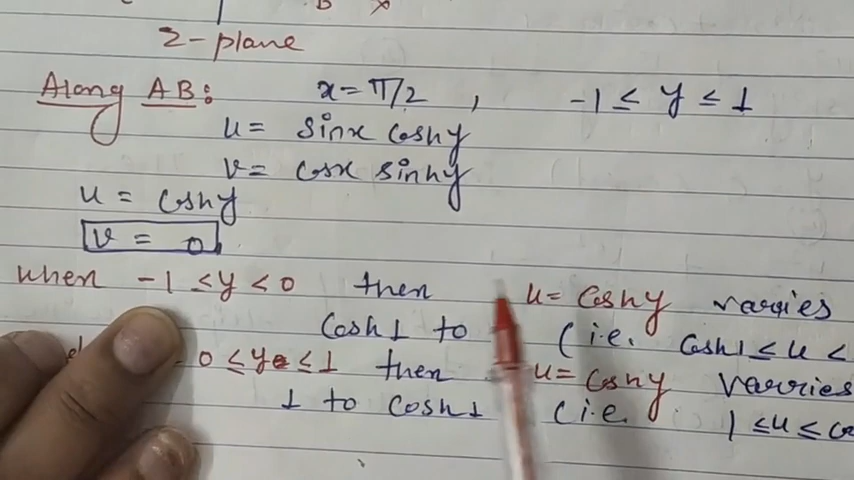 B x
z-plane
Along AB: x = π/2 , -1 ≤ y ≤ 1
u = sinx coshy
v = cosx sinhy
u = coshy
v = 0
when -1 ≤ y < 0 then u = coshy varries
cosh1 to (i.e. cosh1 ≤ u <
0 ≤ y ≤ 1 then u = coshy varries
1 to cosh1 (i.e. 1 ≤ u ≤ co